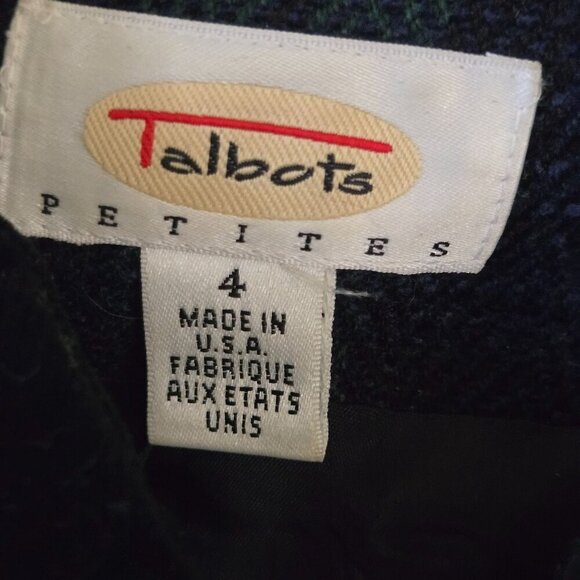 Talbots
PETITES
4
MADE IN
U.S.A.
FABRIQUE
AUX ETATS
UNIS